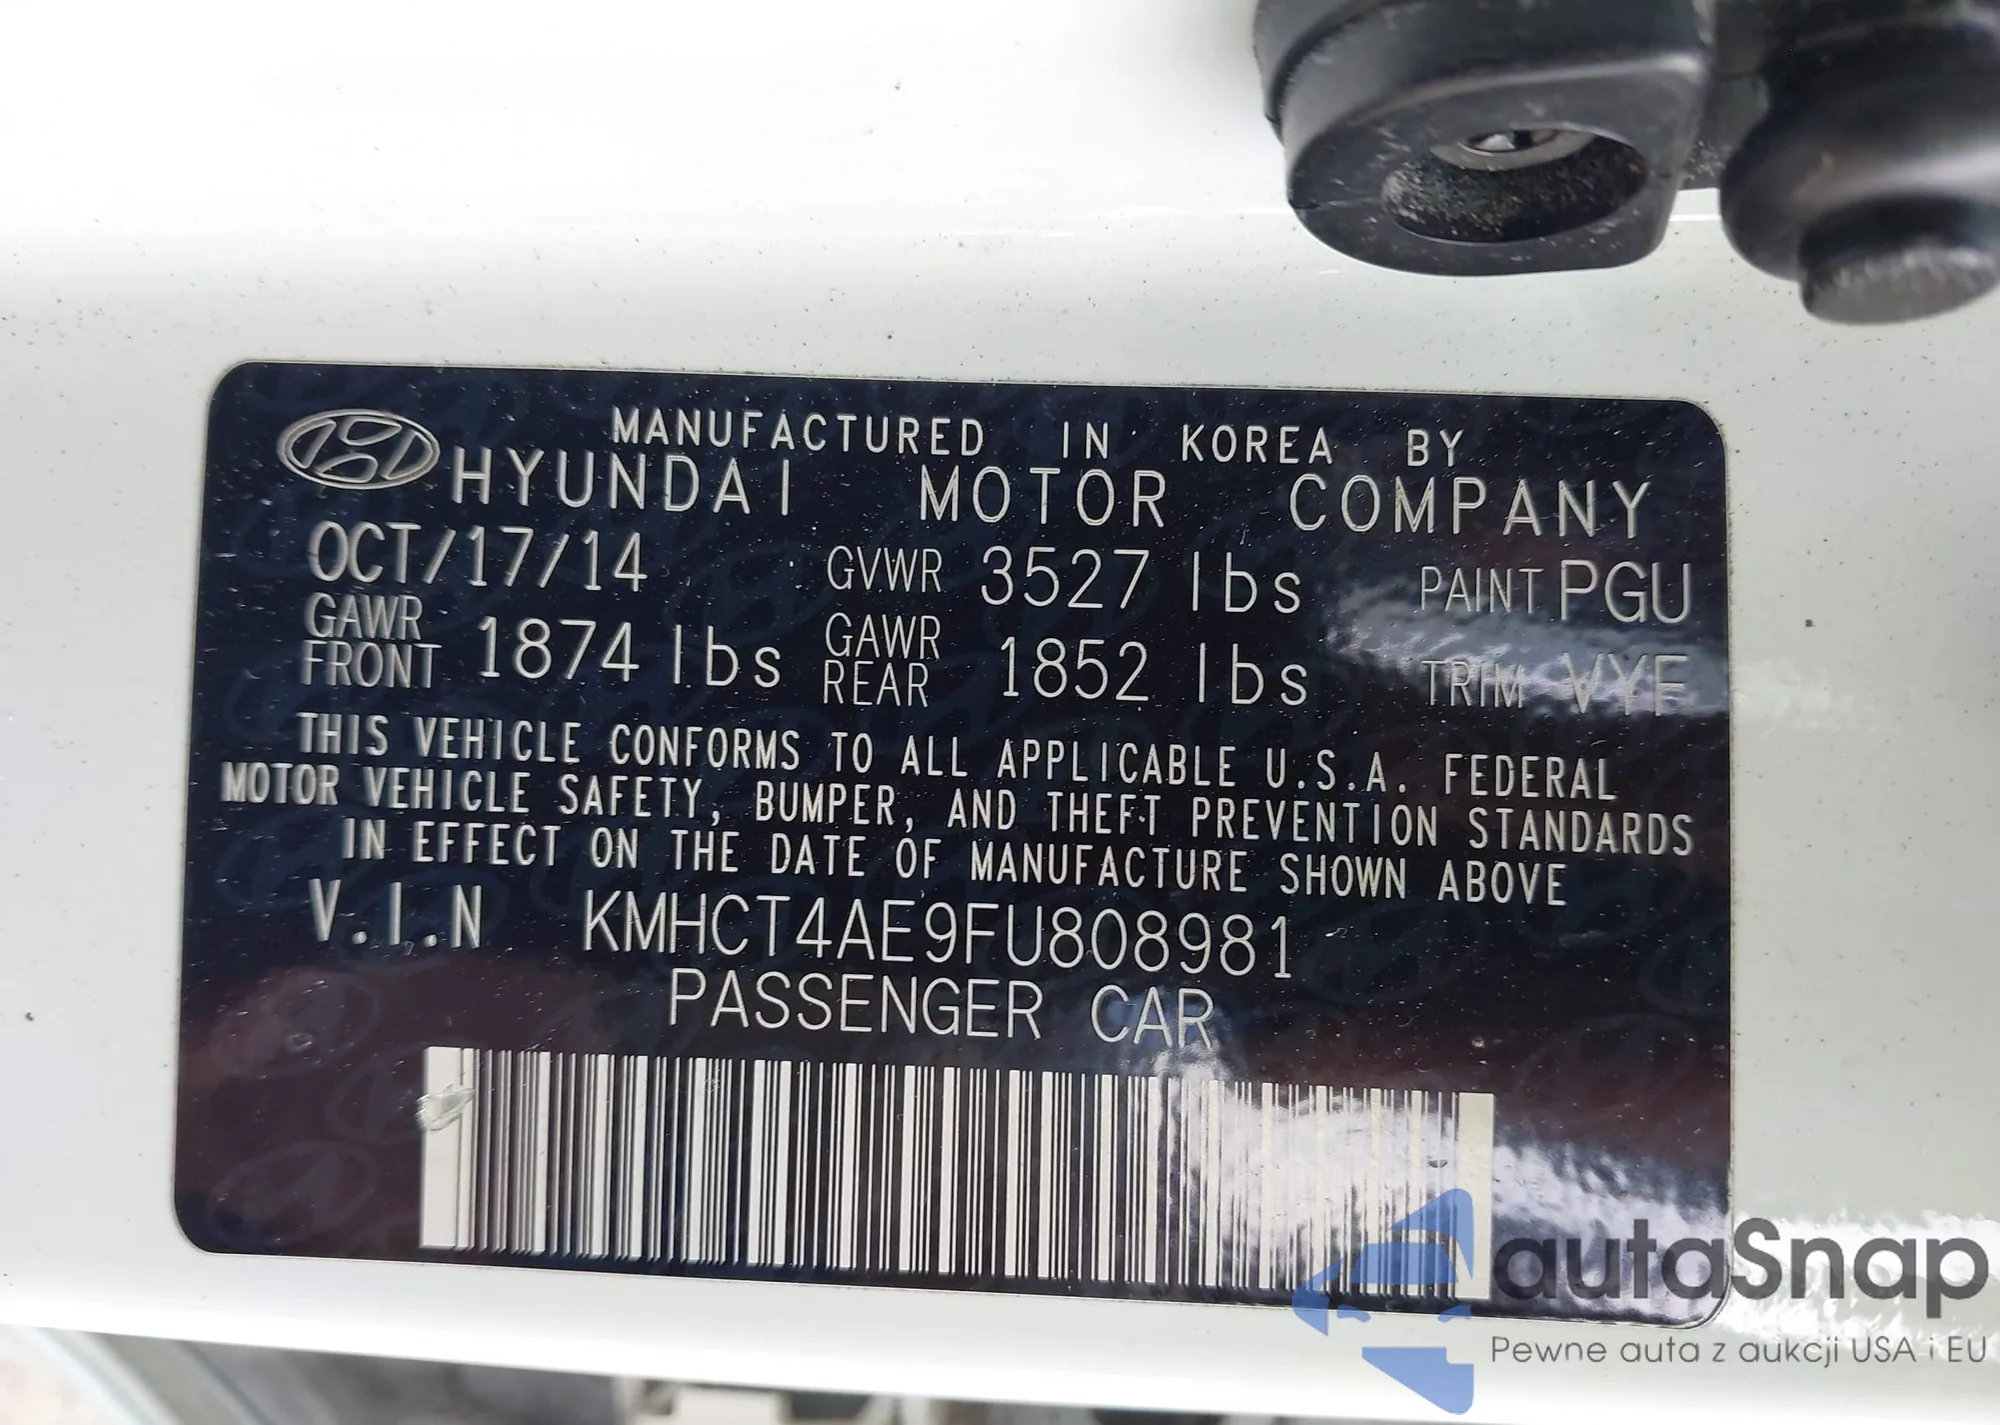 MANUFACTURED IN KOREA BY
HYUNDAI MOTOR COMPANY
OCT/17/14 GVWR 3527 lbs PAINT PGU
GAWR FRONT 1874 lbs GAWR REAR 1852 lbs TRIM VYF
THIS VEHICLE CONFORMS TO ALL APPLICABLE U.S.A. FEDERAL
MOTOR VEHICLE SAFETY, BUMPER, AND THEFT PREVENTION STANDARDS
IN EFFECT ON THE DATE OF MANUFACTURE SHOWN ABOVE
V.I.N KMHCT4AE9FU808981
PASSENGER CAR
autoSnap
Pewne auta z aukcji USA i EU